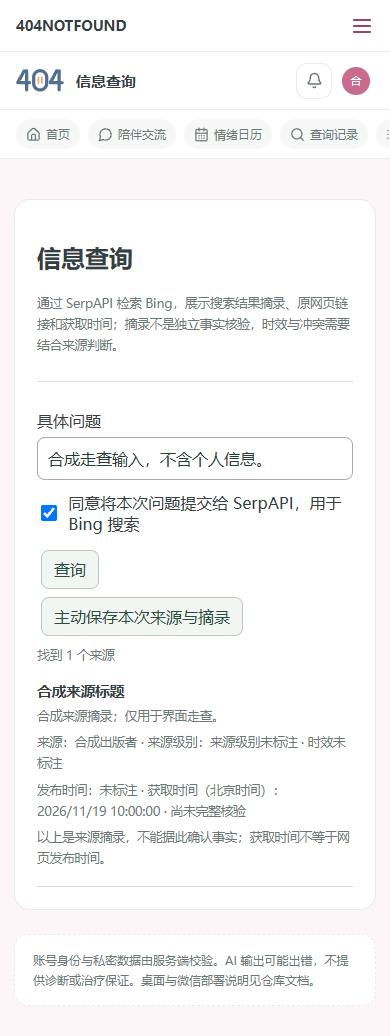 404NOTFOUND
404 信息查询
合
首页 陪伴交流 情绪日历 查询记录
信息查询
通过 SerpAPI 检索 Bing，展示搜索结果摘录、原网页链
接和获取时间；摘录不是独立事实核验，时效与冲突需要
结合来源判断。
具体问题
合成走查输入，不含个人信息。
同意将本次问题提交给 SerpAPI，用于
Bing 搜索
查询
主动保存本次来源与摘录
找到 1 个来源
合成来源标题
合成来源摘录；仅用于界面走查。
来源：合成出版者 · 来源级别：来源级别未标注 · 时效未
标注
发布时间：未标注 · 获取时间（北京时间）：
2026/11/19 10:00:00 · 尚未完整核验
以上是来源摘录，不能据此确认事实；获取时间不等于网
页发布时间。
账号身份与私密数据由服务端校验。AI 输出可能出错，不提
供诊断或治疗保证。桌面与微信部署说明见仓库文档。